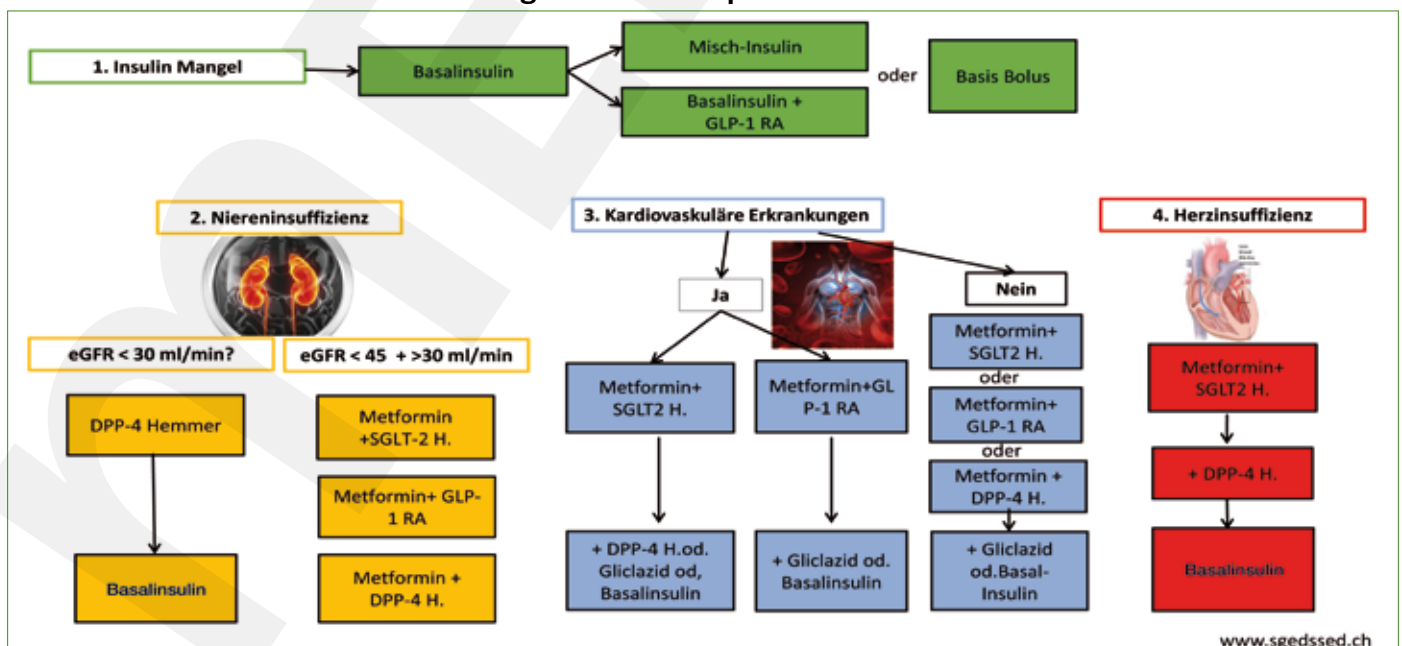 1. Insulin Mangel
Basalinsulin
Misch-Insulin
Basalinsulin +
GLP-1 RA
oder
Basis Bolus
2. Niereninsuffizienz
eGFR < 30 ml/min?
eGFR < 45 + >30 ml/min
DPP-4 Hemmer
Basalinsulin
Metformin
+SGLT-2 H.
Metformin+ GLP-
1 RA
Metformin +
DPP-4 H.
3. Kardiovaskuläre Erkrankungen
Ja
Nein
Metformin+
SGLT2 H.
+ DPP-4 H.od.
Gliclazid od,
Basalinsulin
Metformin+GL
P-1 RA
+ Gliclazid od.
Basalinsulin
Metformin+
SGLT2 H.
oder
Metformin+
GLP-1 RA
oder
Metformin +
DPP-4 H.
+ Gliclazid
od.Basal-
Insulin
4. Herzinsuffizienz
Metformin+
SGLT2 H.
+ DPP-4 H.
Basalinsulin
www.sgedssed.ch